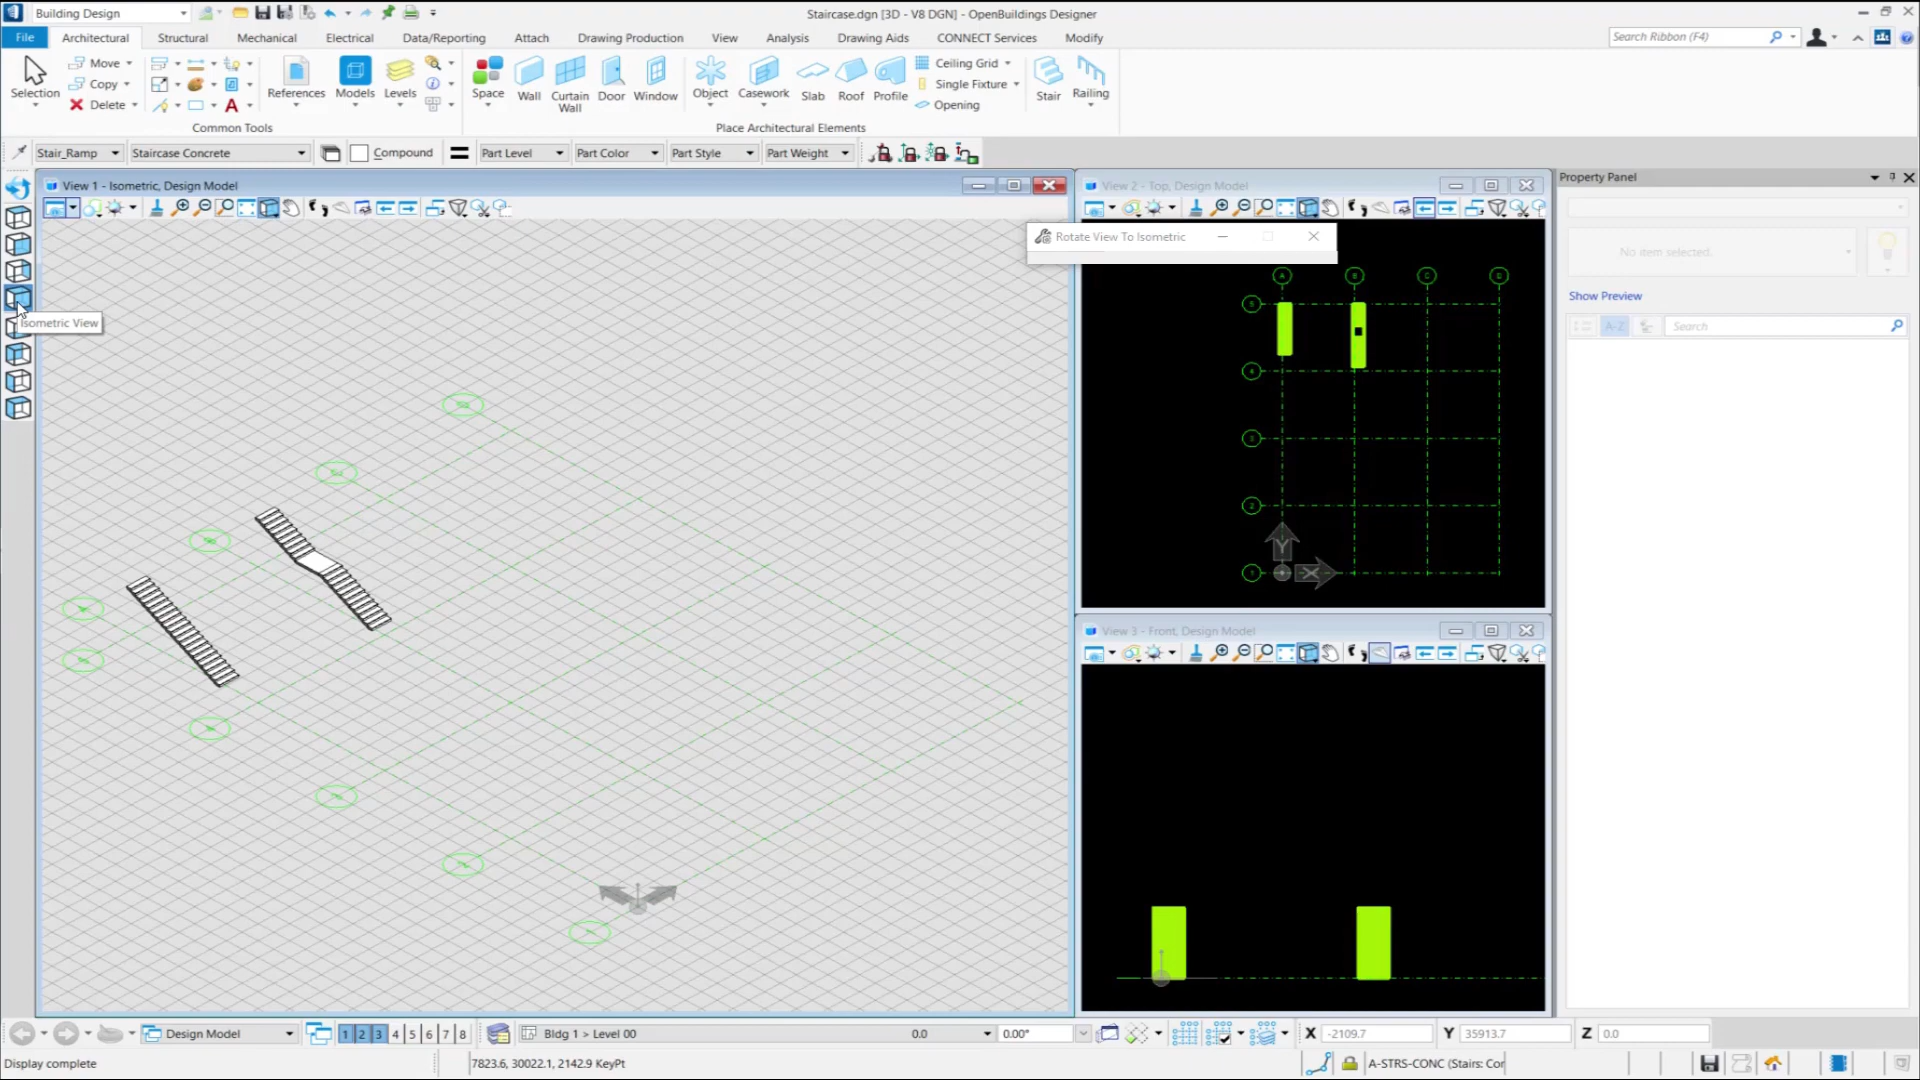 Building Design
Staircase.dgn [3D - V8 DGN] - OpenBuildings Designer
File
Architectural
Structural
Mechanical
Electrical
Data/Reporting
Attach
Drawing Production
View
Analysis
Drawing Aids
CONNECT Services
Modify
Search Ribbon (F4)
Selection
Move
Copy
Delete
A
References
Models
Levels
Space
Wall
Curtain Wall
Door
Window
Object
Casework
Slab
Roof
Profile
Ceiling Grid
Single Fixture
Opening
Stair
Railing
Common Tools
Place Architectural Elements
Stair_Ramp
Staircase Concrete
Compound
Part Level
Part Color
Part Style
Part Weight
View 1 - Isometric, Design Model
View 2 - Top, Design Model
Property Panel
Rotate View To Isometric
No item selected.
Show Preview
A-Z
Search
Isometric View
A B C D
5
4
3
2
1
Y
X
View 3 - Front, Design Model
Design Model
1 2 3 4 5 6 7 8
Bldg 1 > Level 00
0.0
0.00°
X -2109.7
Y 35913.7
Z 0.0
Display complete
7823.6, 30022.1, 2142.9 KeyPt
A-STRS-CONC (Stairs: Cor